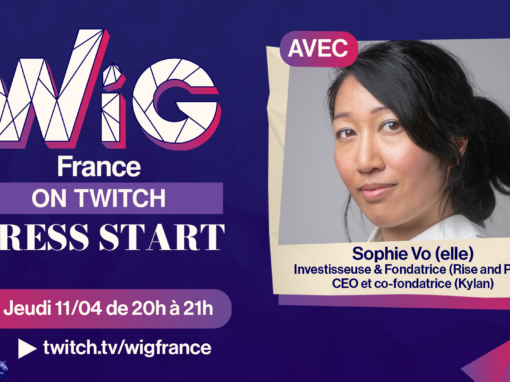 WiG
France
ON TWITCH
RESS START
Jeudi 11/04 de 20h à 21h
twitch.tv/wigfrance
AVEC
Sophie Vo (elle)
Investisseuse & Fondatrice (Rise and P
CEO et co-fondatrice (Kylan)